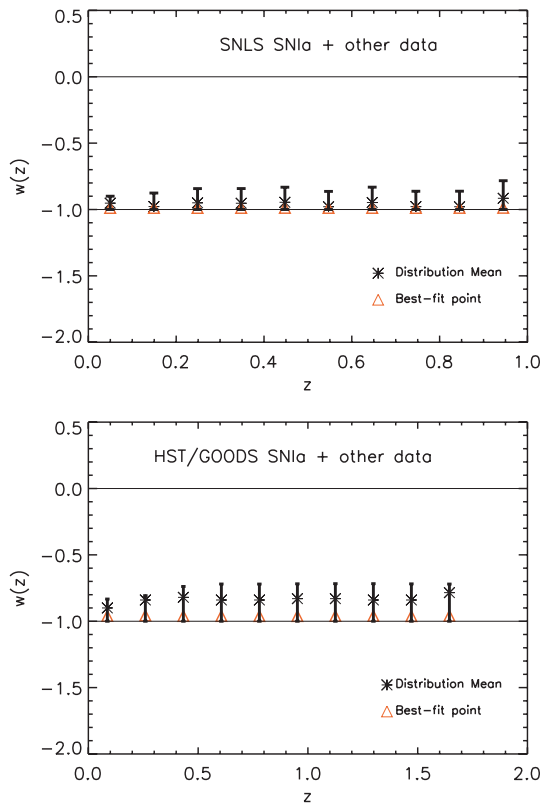 SNLS SNIa + other data
0.5
0.0
−0.5
−1.0
−1.5
−2.0
w(z)
Distribution Mean
Best-fit point
0.0 0.2 0.4 0.6 0.8 1.0
z
HST/GOODS SNIa + other data
0.5
0.0
−0.5
−1.0
−1.5
−2.0
w(z)
Distribution Mean
Best-fit point
0.0 0.5 1.0 1.5 2.0
z